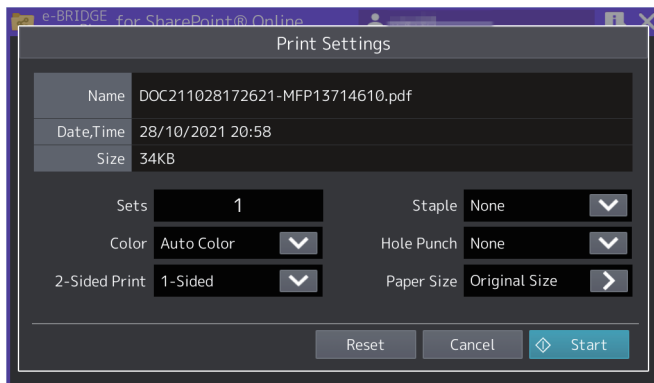 e-BRIDGE for SharePoint® Online
Print Settings
Name DOC211028172621-MFP13714610.pdf
Date,Time 28/10/2021 20:58
Size 34KB
Sets 1 Staple None
Color Auto Color Hole Punch None
2-Sided Print 1-Sided Paper Size Original Size
Reset Cancel Start